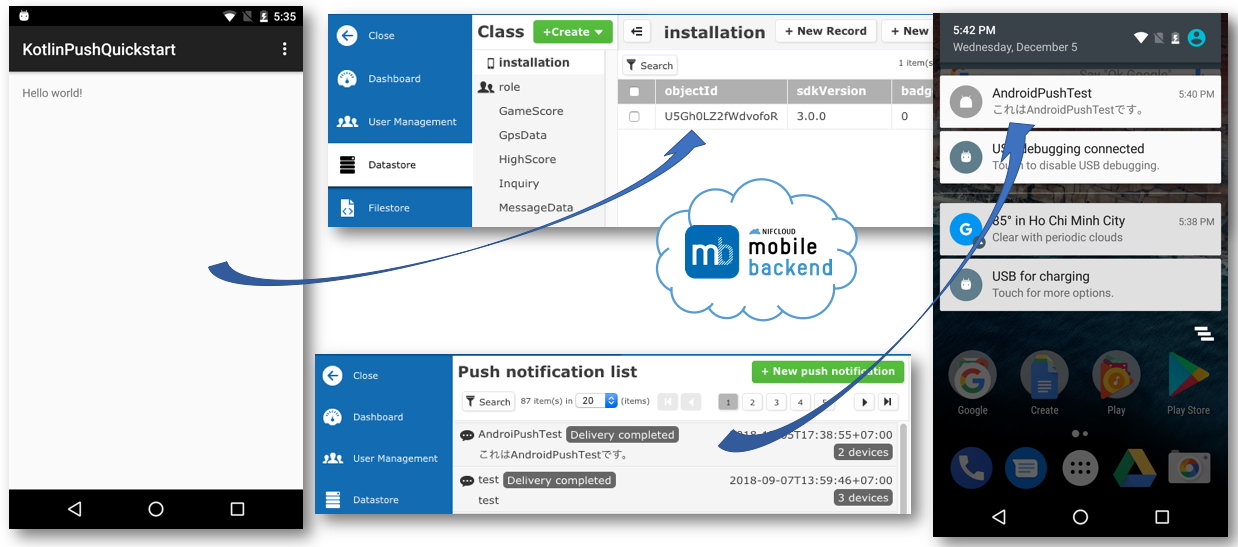 5:35
KotlinPushQuickstart
Hello world!
Close
Dashboard
User Management
Datastore
Filestore
Class
+Create
installation
role
GameScore
GpsData
HighScore
Inquiry
MessageData
installation
+ New Record
+ New
Search
1 item(s
objectId
sdkVersion
badg
U5Gh0LZ2fWdvofoR
3.0.0
0
NIFCLOUD
mb
mobile
backend
Close
Dashboard
User Management
Datastore
Push notification list
+ New push notification
Search
87 item(s) in
20
(items)
1
2
3
4
AndroiPushTest
Delivery completed
05T17:38:55+07:00
これはAndroidPushTestです。
2 devices
test
Delivery completed
2018-09-07T13:59:46+07:00
test
3 devices
5:42 PM
Wednesday, December 5
AndroidPushTest
5:40 PM
これはAndroidPushTestです。
debugging connected
to disable USB debugging.
85° in Ho Chi Minh City
5:38 PM
Clear with periodic clouds
USB for charging
Touch for more options.
Google
Create
Play
Play Store